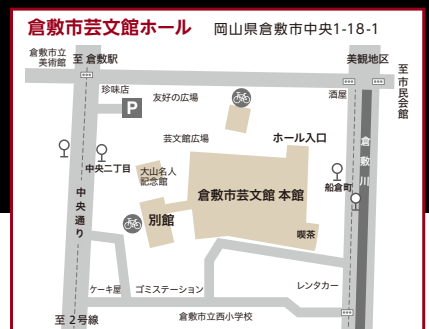 倉敷市芸文館ホール 岡山県倉敷市中央1-18-1
倉敷市立
美術館
至 倉敷駅
美観地区
至市民会館
珍味店
P
友好の広場
酒屋
芸文館広場
ホール入口
倉敷川
中央二丁目
大山名人
記念館
船倉町
中央通り
倉敷市芸文館 本館
別館
喫茶
ケーキ屋
ゴミステーション
レンタカー
至 2号線
倉敷市立西小学校